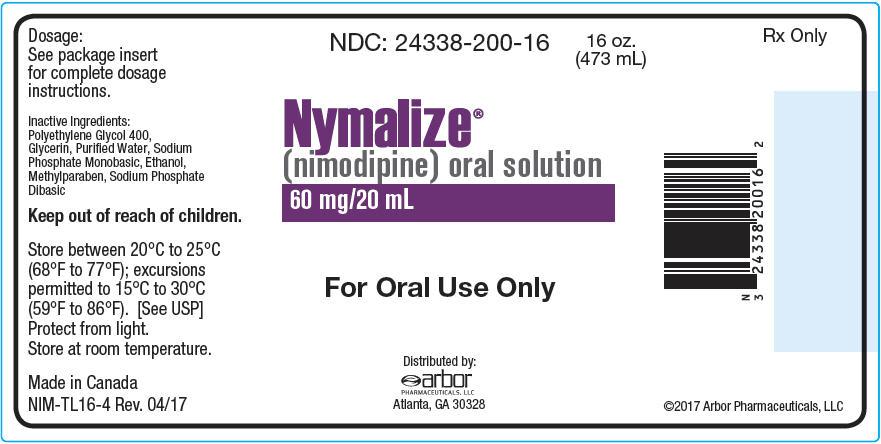 Dosage:
See package insert
for complete dosage
instructions.
Inactive Ingredients:
Polyethylene Glycol 400,
Glycerin, Purified Water, Sodium
Phosphate Monobasic, Ethanol,
Methylparaben, Sodium Phosphate
Dibasic
Keep out of reach of children.
Store between 20°C to 25°C
(68°F to 77°F); excursions
permitted to 15°C to 30°C
(59°F to 86°F). [See USP]
Protect from light.
Store at room temperature.
Made in Canada
NIM-TL16-4 Rev. 04/17
NDC: 24338-200-16
16 oz.
(473 mL)
Nymalize®
(nimodipine) oral solution
60 mg/20 mL
For Oral Use Only
Distributed by:
arbor
PHARMACEUTICALS, LLC
Atlanta, GA 30328
Rx Only
N
3 24338 20016 2
©2017 Arbor Pharmaceuticals, LLC